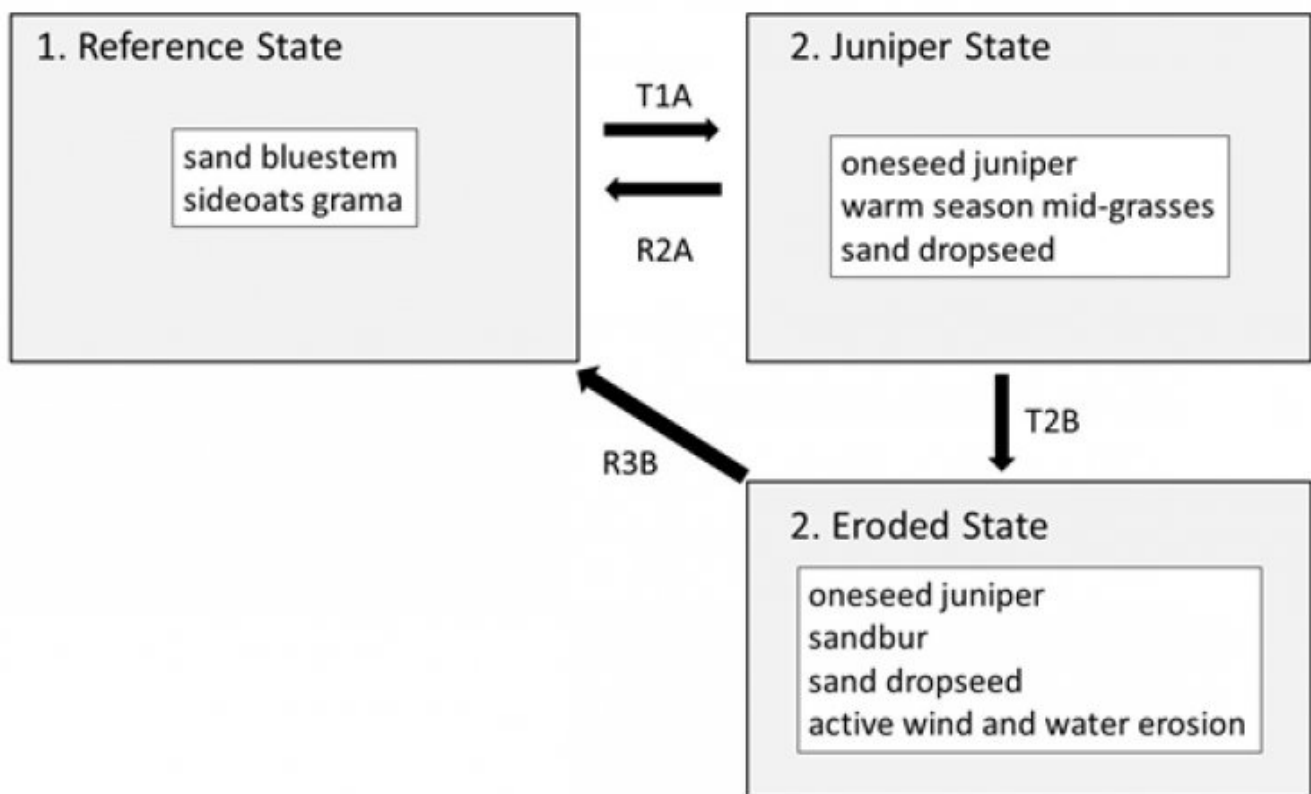 1. Reference State
sand bluestem
sideoats grama
T1A
R2A
2. Juniper State
oneseed juniper
warm season mid-grasses
sand dropseed
T2B
R3B
2. Eroded State
oneseed juniper
sandbur
sand dropseed
active wind and water erosion